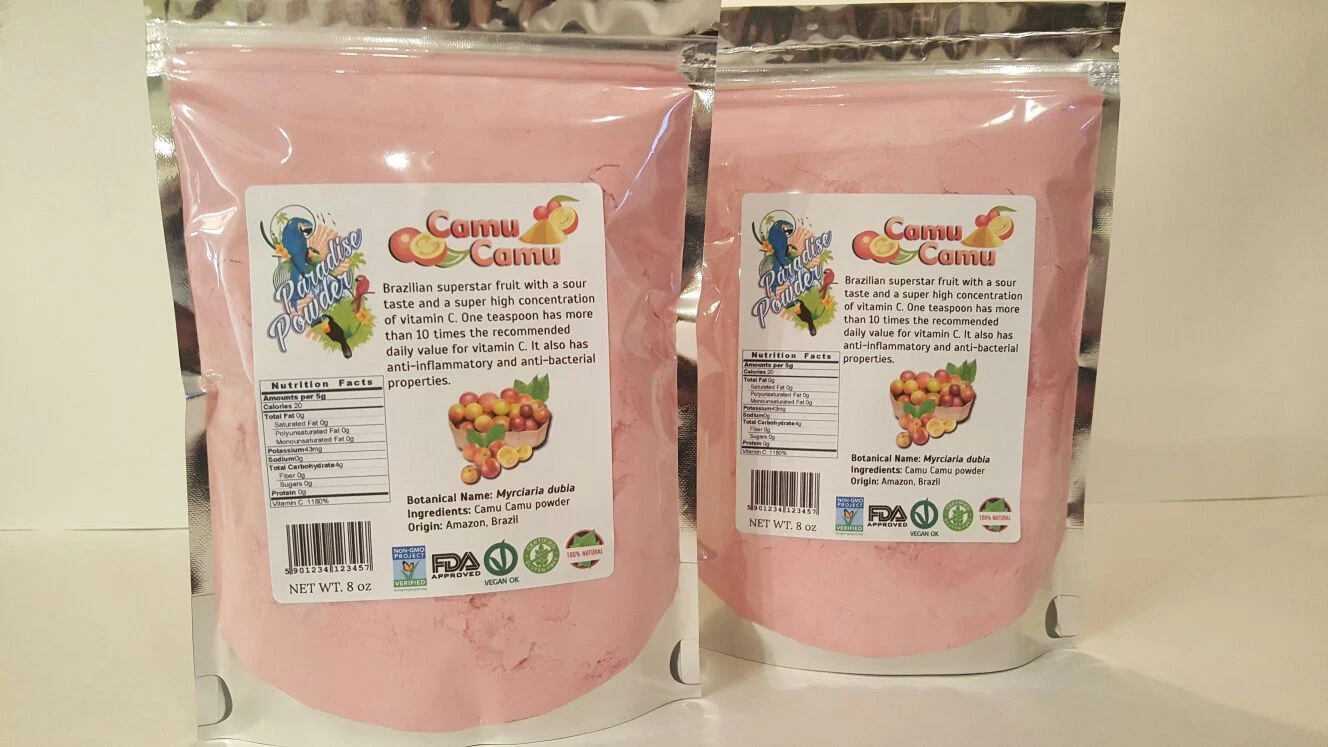 Paradise
Powder
Camu
Camu
Brazilian superstar fruit with a sour
taste and a super high concentration
of vitamin C. One teaspoon has more
than 10 times the recommended
daily value for vitamin C. It also has
anti-inflammatory and anti-bacterial
properties.
Nutrition Facts
Amounts per 5g
Calories 20
Total Fat 0g
Saturated Fat 0g
Polyunsaturated Fat 0g
Monounsaturated Fat 0g
Potassium 43mg
Sodium 0g
Total Carbohydrate 4g
Fiber 0g
Sugars 0g
Protein 0g
Vitamin C 1180%
Botanical Name: Myrciaria dubia
Ingredients: Camu Camu powder
Origin: Amazon, Brazil
5 901234 123457
NET WT. 8 oz
NON-GMO
PROJECT
VERIFIED
FDA
APPROVED
VEGAN OK
CERTIFIED
GLUTEN-FREE
100% NATURAL
Paradise
Powder
Camu
Camu
Brazilian superstar fruit with a sour
taste and a super high concentration
of vitamin C. One teaspoon has more
than 10 times the recommended
daily value for vitamin C. It also has
anti-inflammatory and anti-bacterial
properties.
Nutrition Facts
Amounts per 5g
Calories 20
Total Fat 0g
Saturated Fat 0g
Polyunsaturated Fat 0g
Monounsaturated Fat 0g
Potassium 43mg
Sodium 0g
Total Carbohydrate 4g
Fiber 0g
Sugars 0g
Protein 0g
Vitamin C 1180%
Botanical Name: Myrciaria dubia
Ingredients: Camu Camu powder
Origin: Amazon, Brazil
5 901234 123457
NET WT. 8 oz
NON-GMO
PROJECT
VERIFIED
FDA
APPROVED
VEGAN OK
100% NATURAL